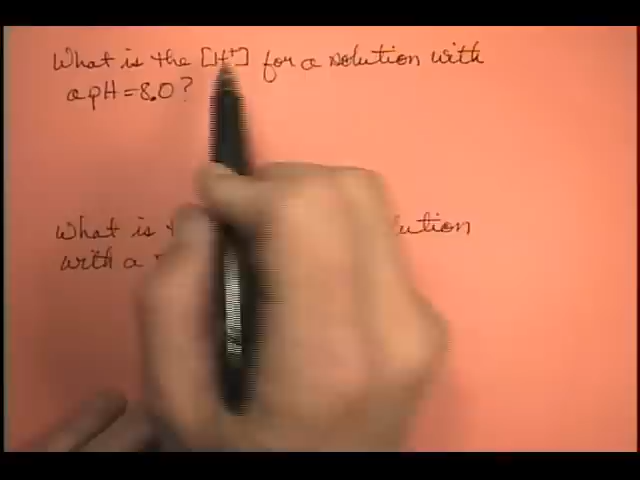 What is the [H+] for a solution with
a pH = 8.0?
What is
with a